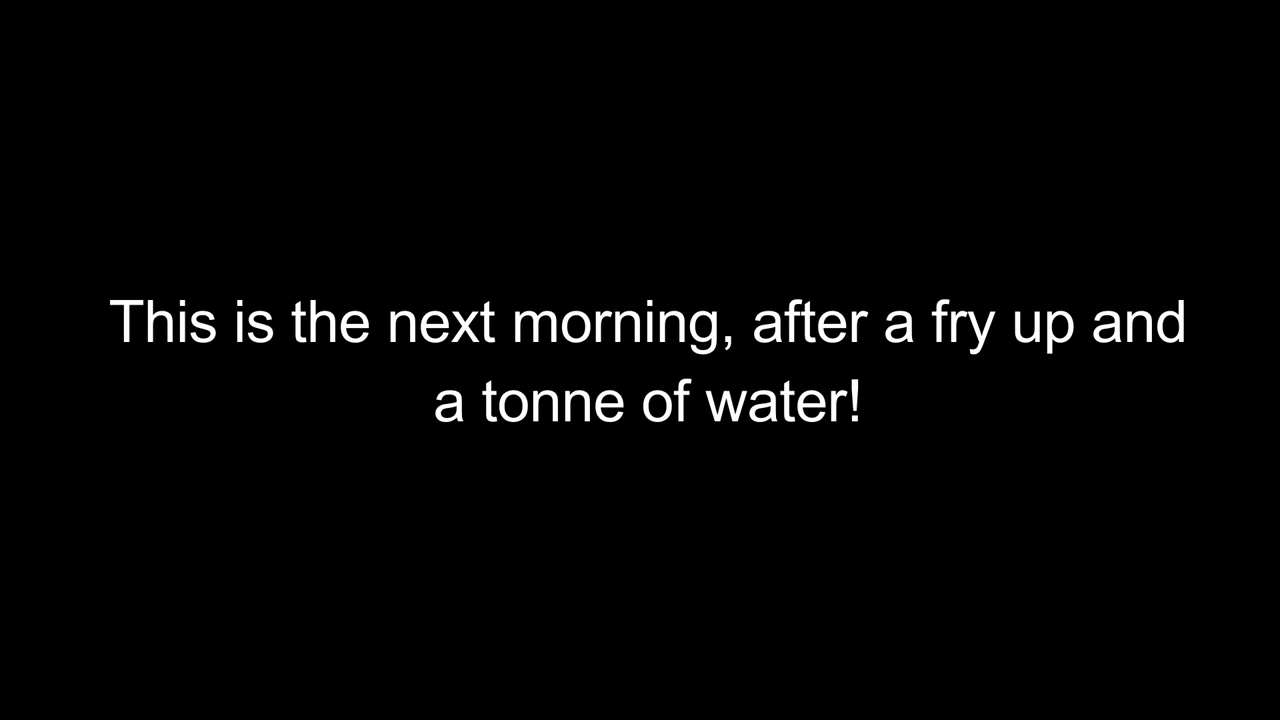 This is the next morning, after a fry up and
a tonne of water!